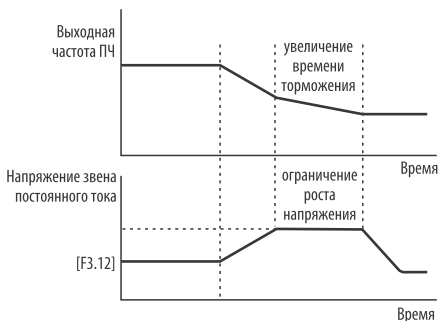 Выходная
частота ПЧ
увеличение
времени
торможения
Время
Напряжение звена
постоянного тока
ограничение
роста
напряжения
[F3.12]
Время